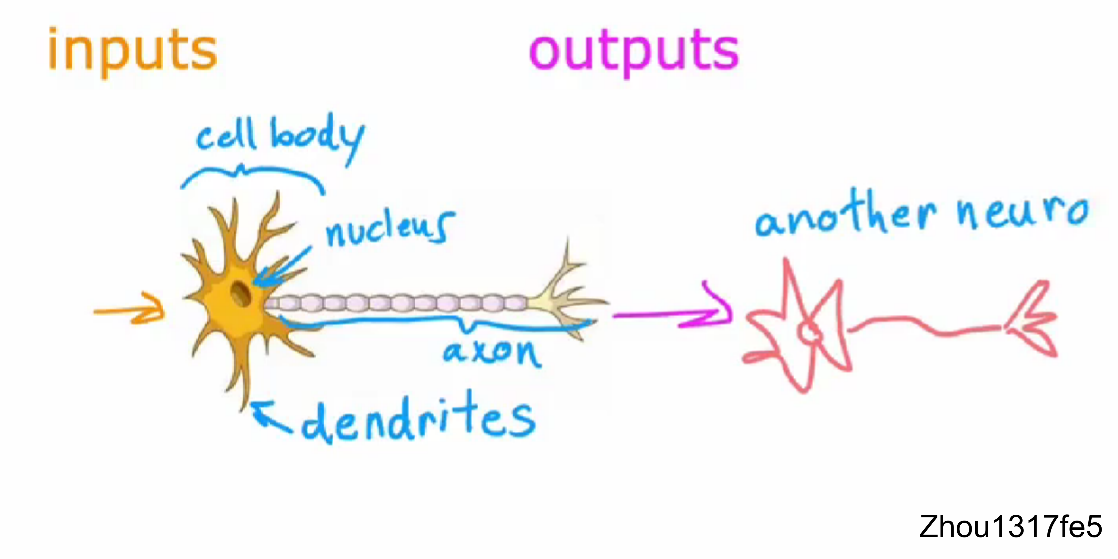 inputs
outputs
cell body
nucleus
another neuro
axon
dendrites
Zhou1317fe5